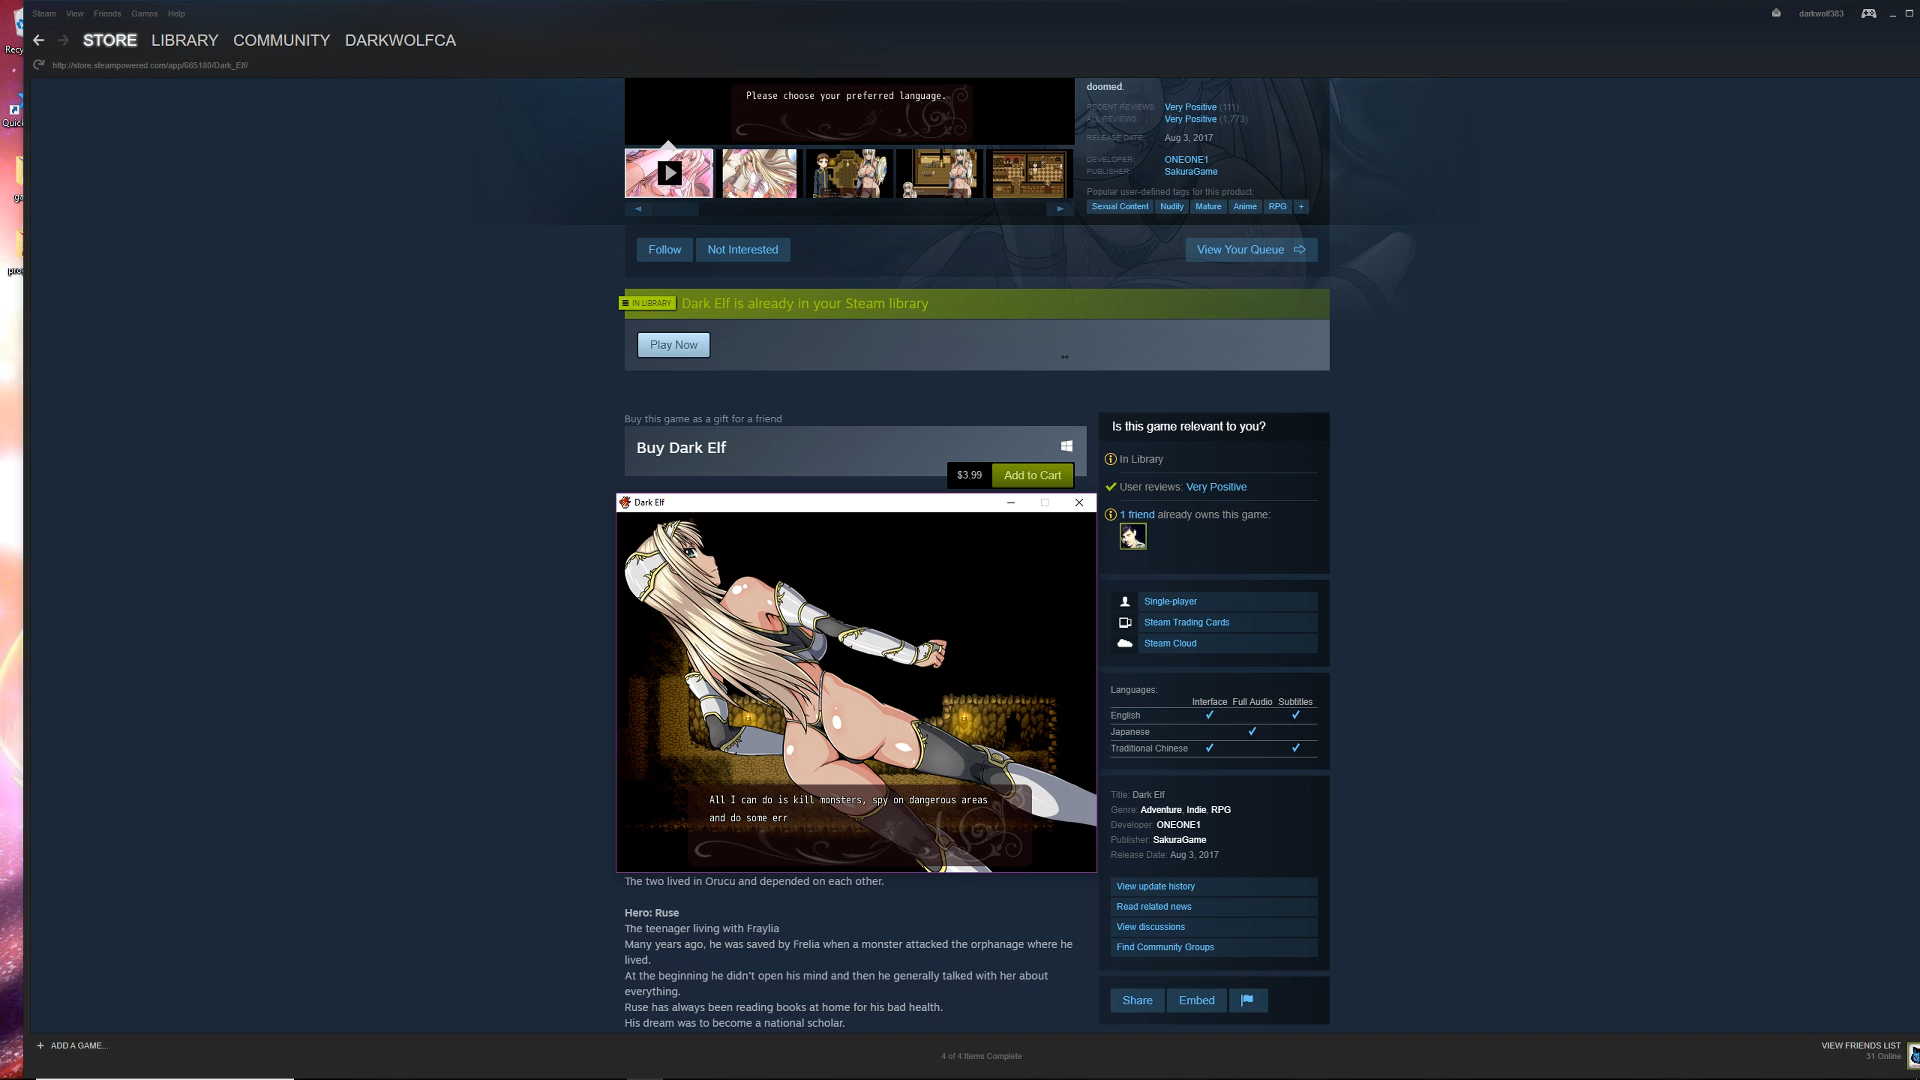 Steam View Friends Games Help
darkwolf383
STORE LIBRARY COMMUNITY DARKWOLFCA
http://store.steampowered.com/app/665180/Dark_Elf/
Please choose your preferred language.
doomed.
RECENT REVIEWS: Very Positive (111)
ALL REVIEWS: Very Positive (1,773)
RELEASE DATE: Aug 3, 2017
DEVELOPER: ONEONE1
PUBLISHER: SakuraGame
Popular user-defined tags for this product:
Sexual Content Nudity Mature Anime RPG +
Follow Not Interested View Your Queue
IN LIBRARY Dark Elf is already in your Steam library
Play Now
Buy this game as a gift for a friend
Buy Dark Elf
$3.99 Add to Cart
Is this game relevant to you?
In Library
User reviews: Very Positive
1 friend already owns this game:
Dark Elf
All I can do is kill monsters, spy on dangerous areas
and do some err
Single-player
Steam Trading Cards
Steam Cloud
Languages:
Interface Full Audio Subtitles
English ✔ ✔
Japanese ✔
Traditional Chinese ✔ ✔
Title: Dark Elf
Genre: Adventure, Indie, RPG
Developer: ONEONE1
Publisher: SakuraGame
Release Date: Aug 3, 2017
View update history
Read related news
View discussions
Find Community Groups
Share Embed
The two lived in Orucu and depended on each other.
Hero: Ruse
The teenager living with Fraylia
Many years ago, he was saved by Frelia when a monster attacked the orphanage where he
lived.
At the beginning he didn't open his mind and then he generally talked with her about
everything.
Ruse has always been reading books at home for his bad health.
His dream was to become a national scholar.
+ ADD A GAME...
4 of 4 Items Complete
VIEW FRIENDS LIST
31 Online